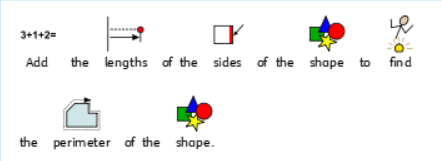 3+1+2=
Add the lengths of the sides of the shape to find
the perimeter of the shape.